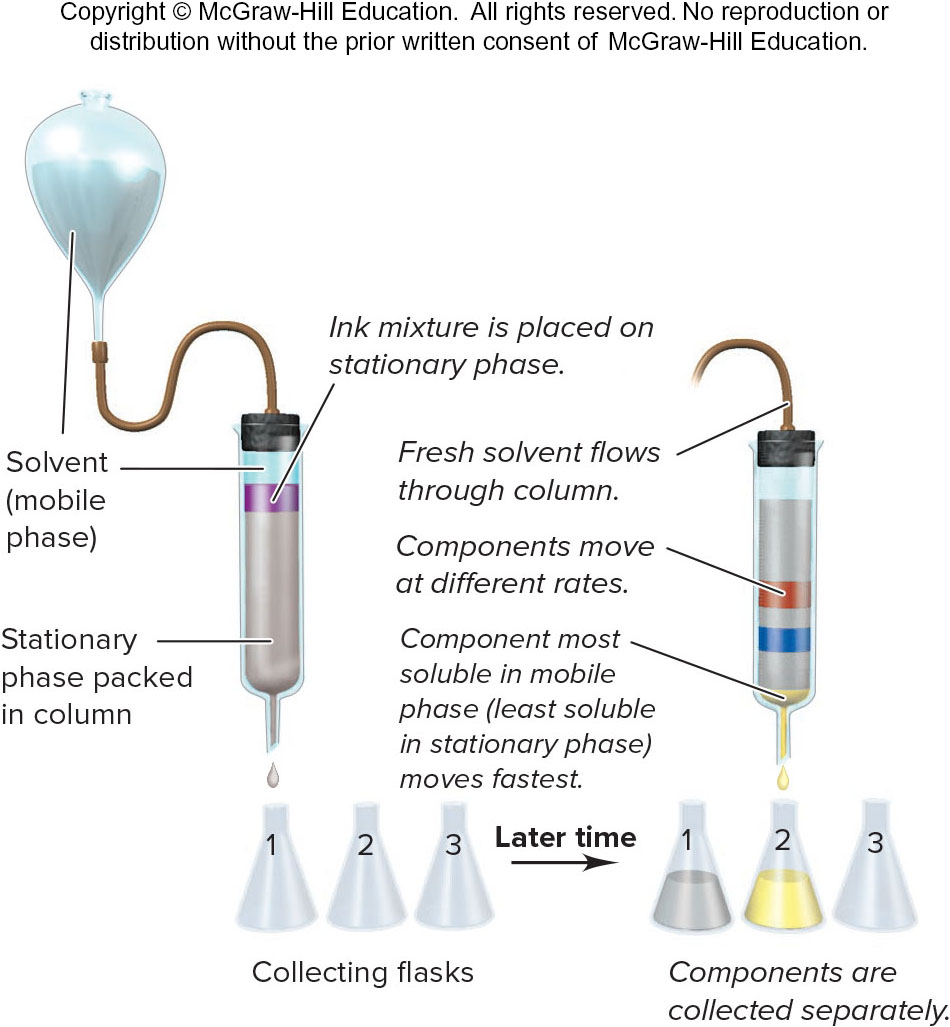 Copyright © McGraw-Hill Education. All rights reserved. No reproduction or
distribution without the prior written consent of McGraw-Hill Education.
Ink mixture is placed on
stationary phase.
Solvent
(mobile
phase)
Stationary
phase packed
in column
Fresh solvent flows
through column.
Components move
at different rates.
Component most
soluble in mobile
phase (least soluble
in stationary phase)
moves fastest.
1
2
3
Later time
1
2
3
Collecting flasks
Components are
collected separately.